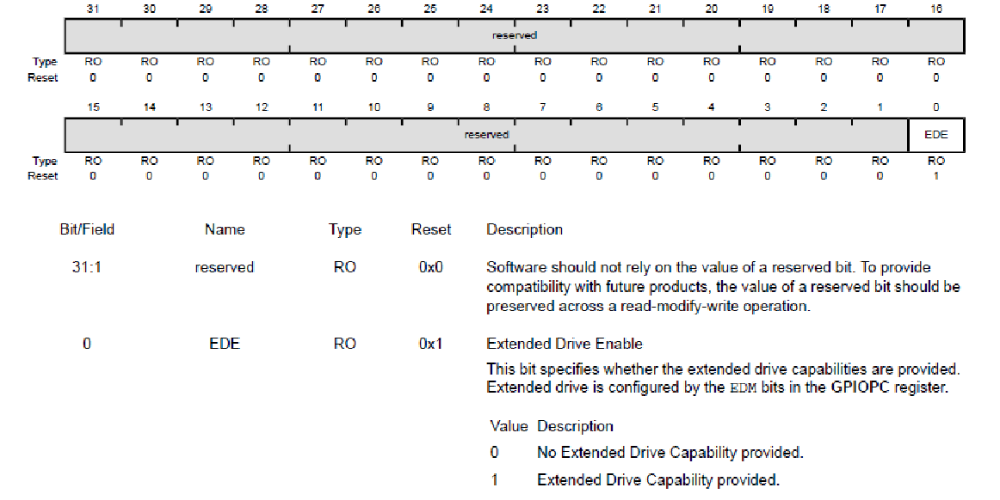 31 30 29 28 27 26 25 24 23 22 21 20 19 18 17 16
reserved
Type RO RO RO RO RO RO RO RO RO RO RO RO RO RO RO RO
Reset 0 0 0 0 0 0 0 0 0 0 0 0 0 0 0 0
15 14 13 12 11 10 9 8 7 6 5 4 3 2 1 0
reserved EDE
Type RO RO RO RO RO RO RO RO RO RO RO RO RO RO RO RO
Reset 0 0 0 0 0 0 0 0 0 0 0 0 0 0 0 1
Bit/Field Name Type Reset Description
31:1 reserved RO 0x0 Software should not rely on the value of a reserved bit. To provide
compatibility with future products, the value of a reserved bit should be
preserved across a read-modify-write operation.
0 EDE RO 0x1 Extended Drive Enable
This bit specifies whether the extended drive capabilities are provided.
Extended drive is configured by the EDM bits in the GPIOPC register.
Value Description
0 No Extended Drive Capability provided.
1 Extended Drive Capability provided.